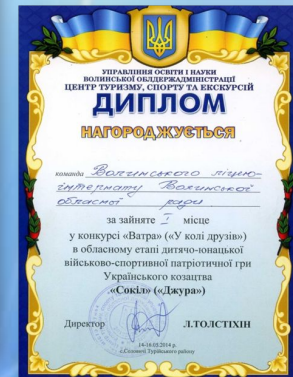 УПРАВЛІННЯ ОСВІТИ І НАУКИ
ВОЛИНСЬКОЇ ОБЛДЕРЖАДМІНІСТРАЦІЇ
ЦЕНТР ТУРИЗМУ, СПОРТУ ТА ЕКСКУРСІЙ
ДИПЛОМ
НАГОРОДЖУЄТЬСЯ
команда Волинського ліцею-
інтернату Волинської
обласної ради
за зайняте I місце
у конкурсі «Ватра» («У колі друзів»)
в обласному етапі дитячо-юнацької
військово-спортивної патріотичної гри
Українського козацтва
«Сокіл» («Джура»)
Директор Л.ТОЛСТІХІН
14-16.05.2014 р.
Турійського району